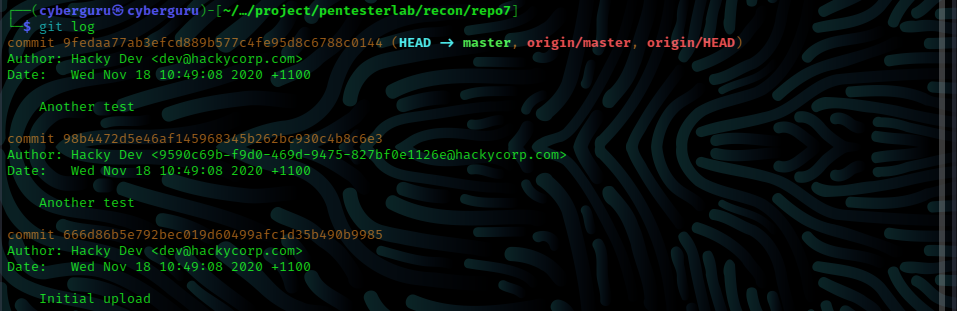 ┌──(cyberguru㉿cyberguru)-[~/…/project/pentesterlab/recon/repo7]
└─$ git log
commit 9fedaa77ab3efcd889b577c4fe95d8c6788c0144 (HEAD -> master, origin/master, origin/HEAD)
Author: Hacky Dev <dev@hackycorp.com>
Date:   Wed Nov 18 10:49:08 2020 +1100
    Another test
commit 98b4472d5e46af145968345b262bc930c4b8c6e3
Author: Hacky Dev <9590c69b-f9d0-469d-9475-827bf0e1126e@hackycorp.com>
Date:   Wed Nov 18 10:49:08 2020 +1100
    Another test
commit 666d86b5e792bec019d60499afc1d35b490b9985
Author: Hacky Dev <dev@hackycorp.com>
Date:   Wed Nov 18 10:49:08 2020 +1100
    Initial upload